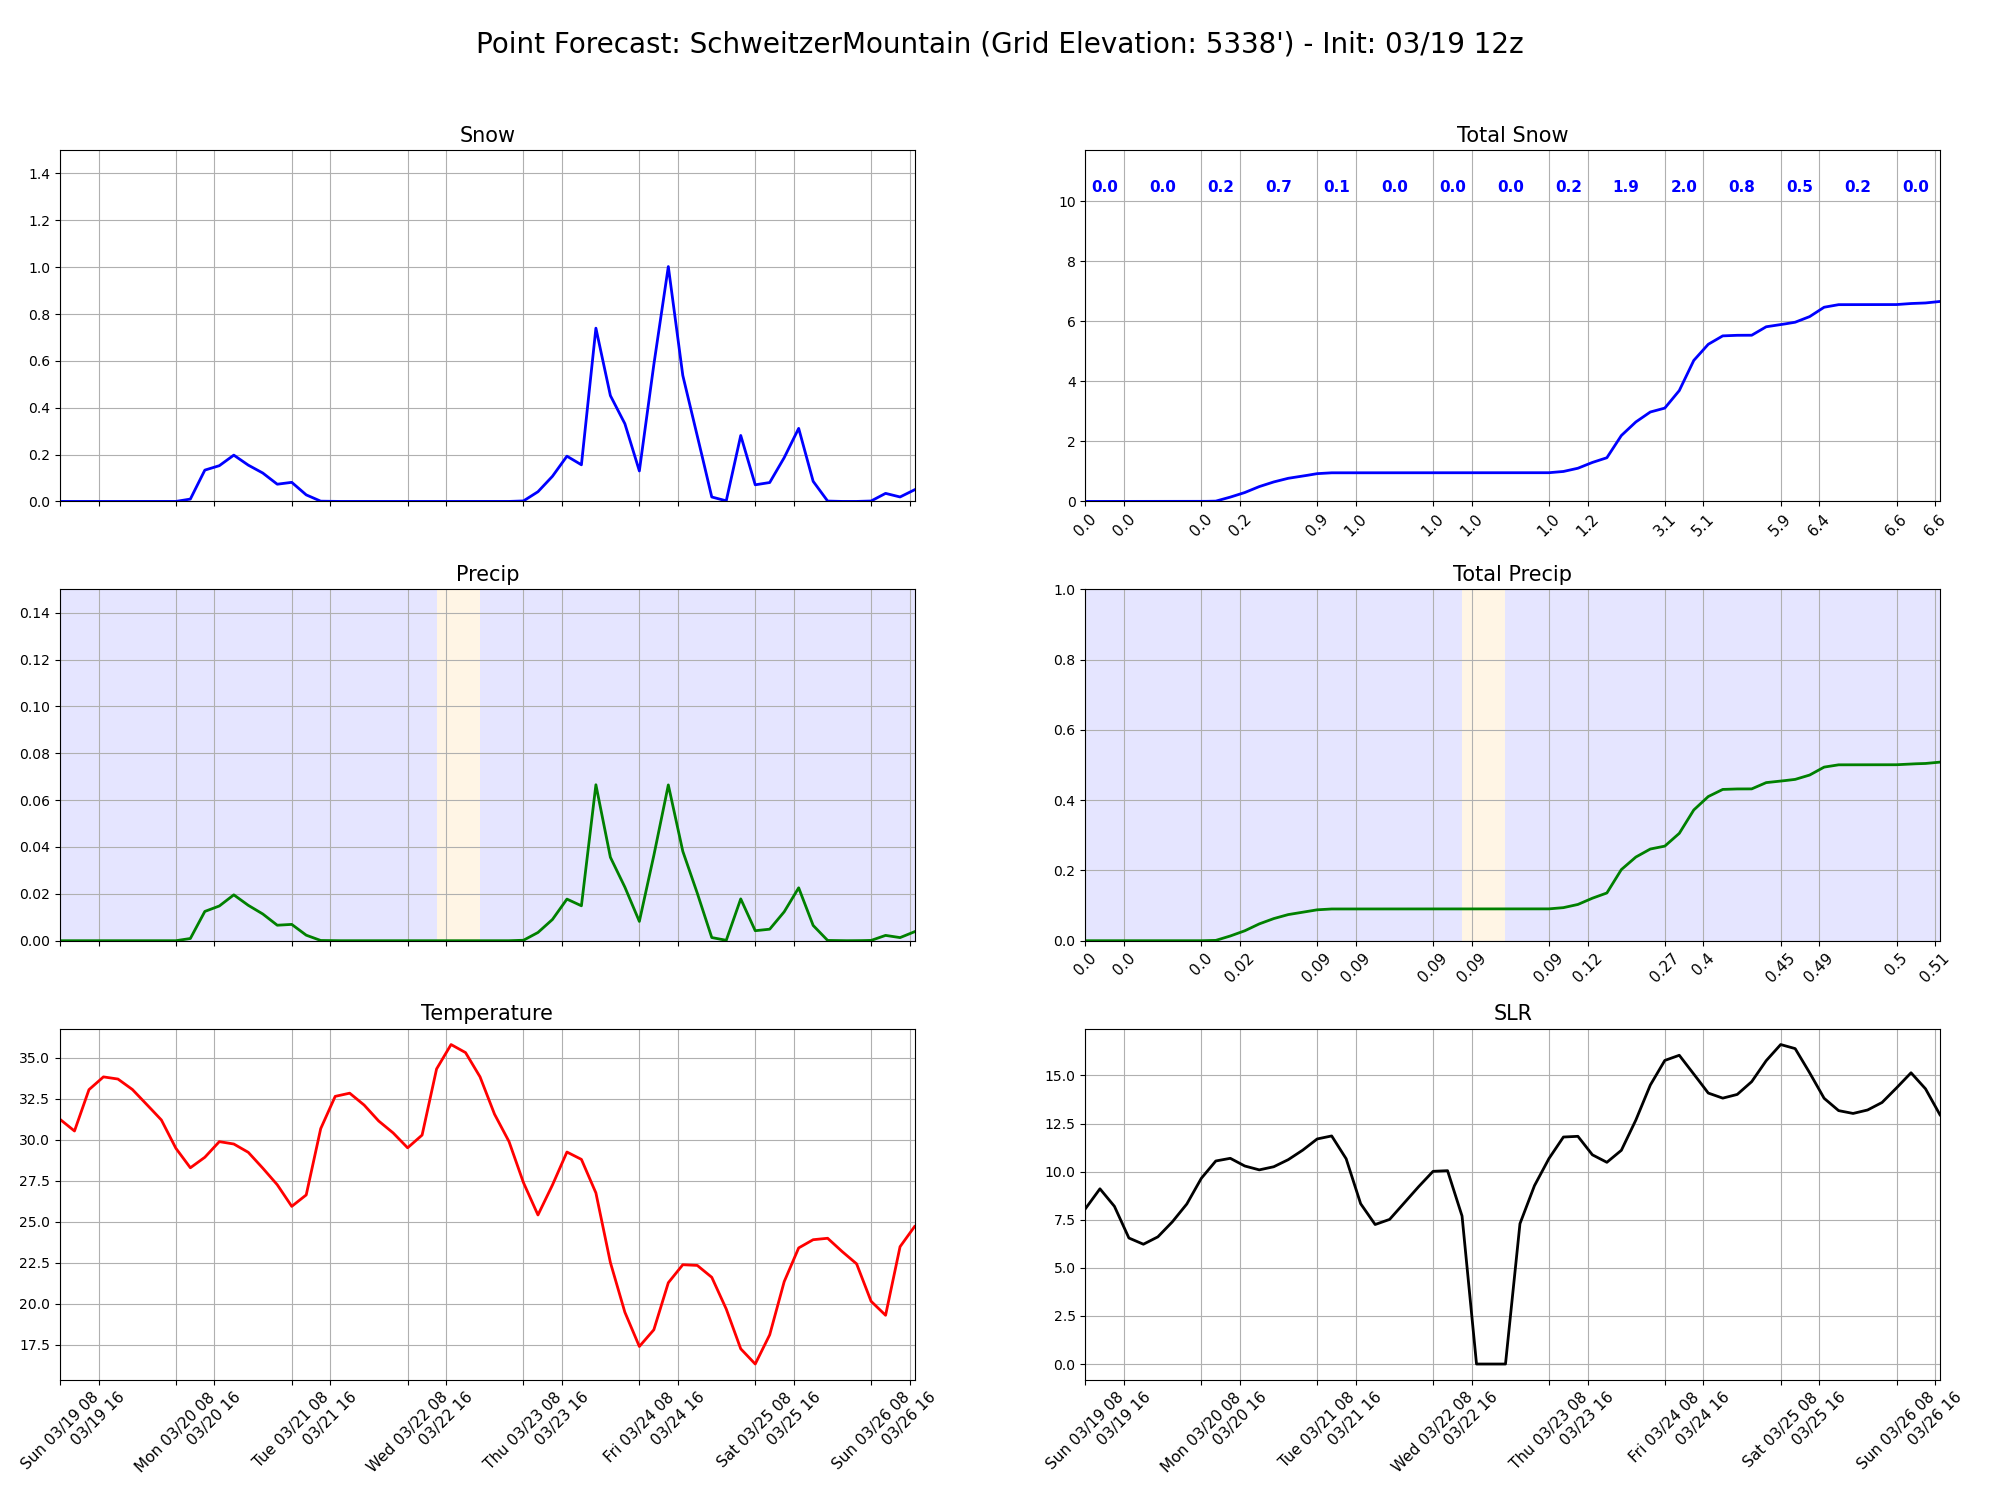 Point Forecast: SchweitzerMountain (Grid Elevation: 5338') - Init: 03/19 12z
Snow
1.4
1.2
1.0
0.8
0.6
0.4
0.2
0.0
Total Snow
0.0 0.0 0.2 0.7 0.1 0.0 0.0 0.0 0.2 1.9 2.0 0.8 0.5 0.2 0.0
10
8
6
4
2
0
0.0 0.0 0.0 0.2 0.9 1.0 1.0 1.0 1.0 1.2 3.1 5.1 5.9 6.4 6.6 6.6
Precip
0.14
0.12
0.10
0.08
0.06
0.04
0.02
0.00
Total Precip
1.0
0.8
0.6
0.4
0.2
0.0
0.0 0.0 0.0 0.02 0.09 0.09 0.09 0.09 0.09 0.12 0.27 0.4 0.45 0.49 0.5 0.51
Temperature
35.0
32.5
30.0
27.5
25.0
22.5
20.0
17.5
Sun 03/19 08
03/19 16
Mon 03/20 08
03/20 16
Tue 03/21 08
03/21 16
Wed 03/22 08
03/22 16
Thu 03/23 08
03/23 16
Fri 03/24 08
03/24 16
Sat 03/25 08
03/25 16
Sun 03/26 08
03/26 16
SLR
15.0
12.5
10.0
7.5
5.0
2.5
0.0
Sun 03/19 08
03/19 16
Mon 03/20 08
03/20 16
Tue 03/21 08
03/21 16
Wed 03/22 08
03/22 16
Thu 03/23 08
03/23 16
Fri 03/24 08
03/24 16
Sat 03/25 08
03/25 16
Sun 03/26 08
03/26 16